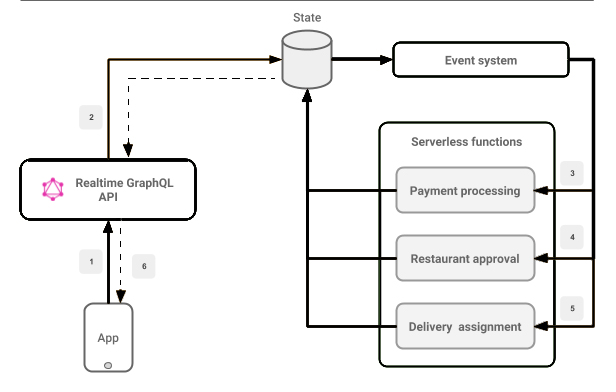 State
Event system
2
Serverless functions
Realtime GraphQL
API
Payment processing
3
Restaurant approval
4
1
6
Delivery assignment
5
App